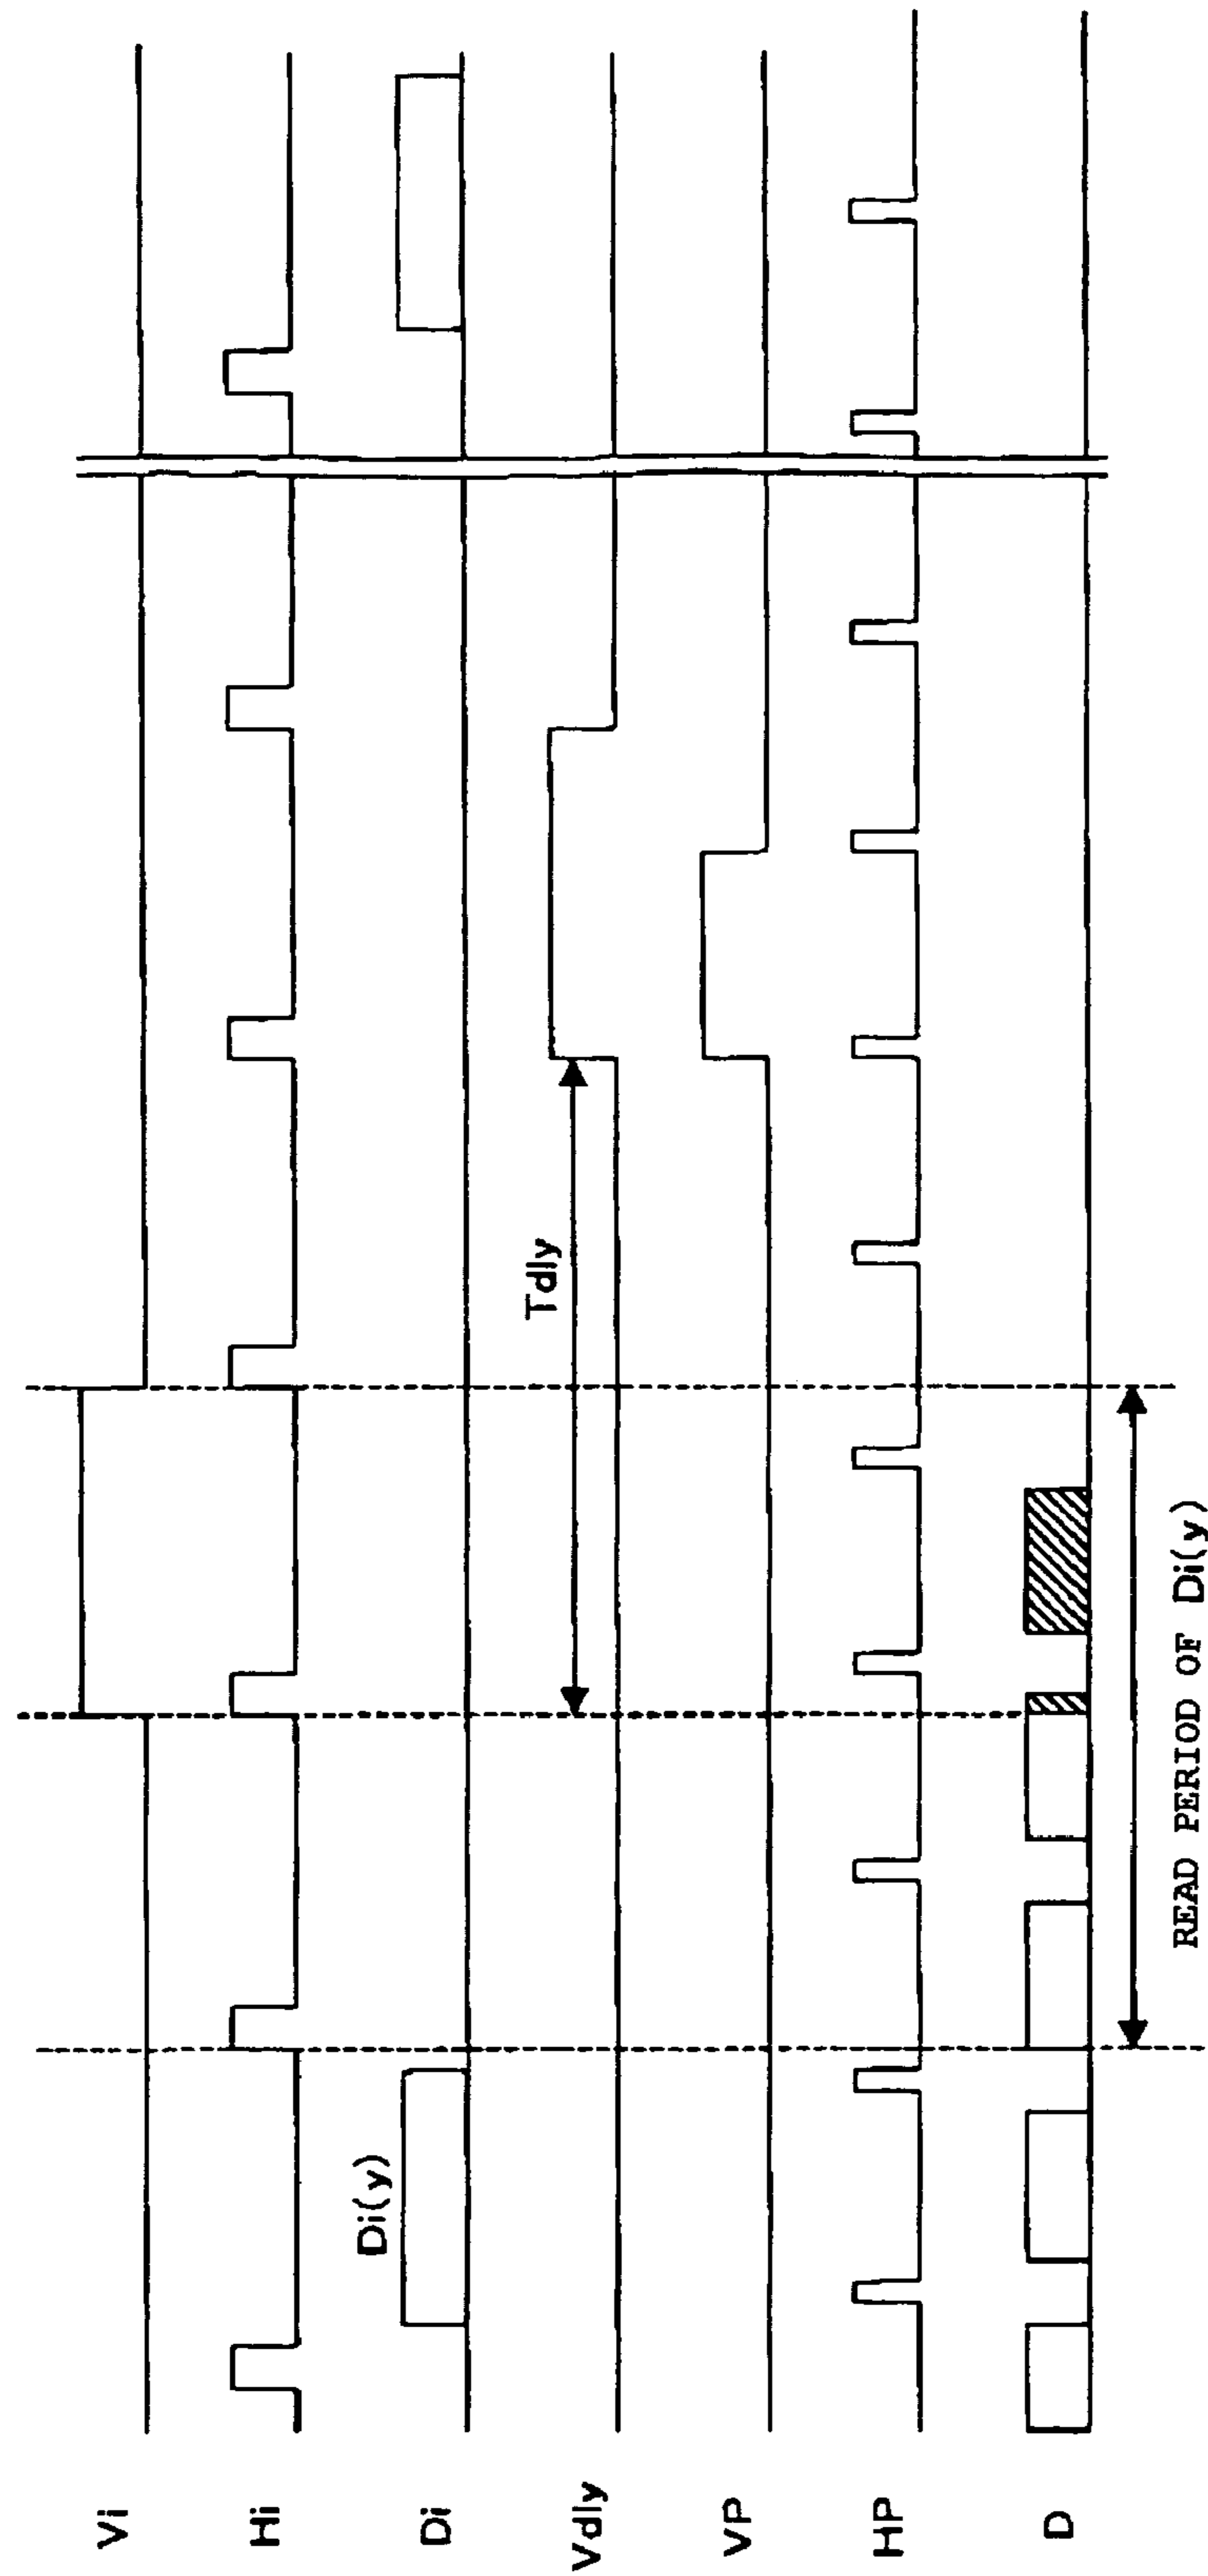 Vi
Hi
Di
Di(y)
Vdly
Tdly
VP
HP
D
READ PERIOD OF Di(y)